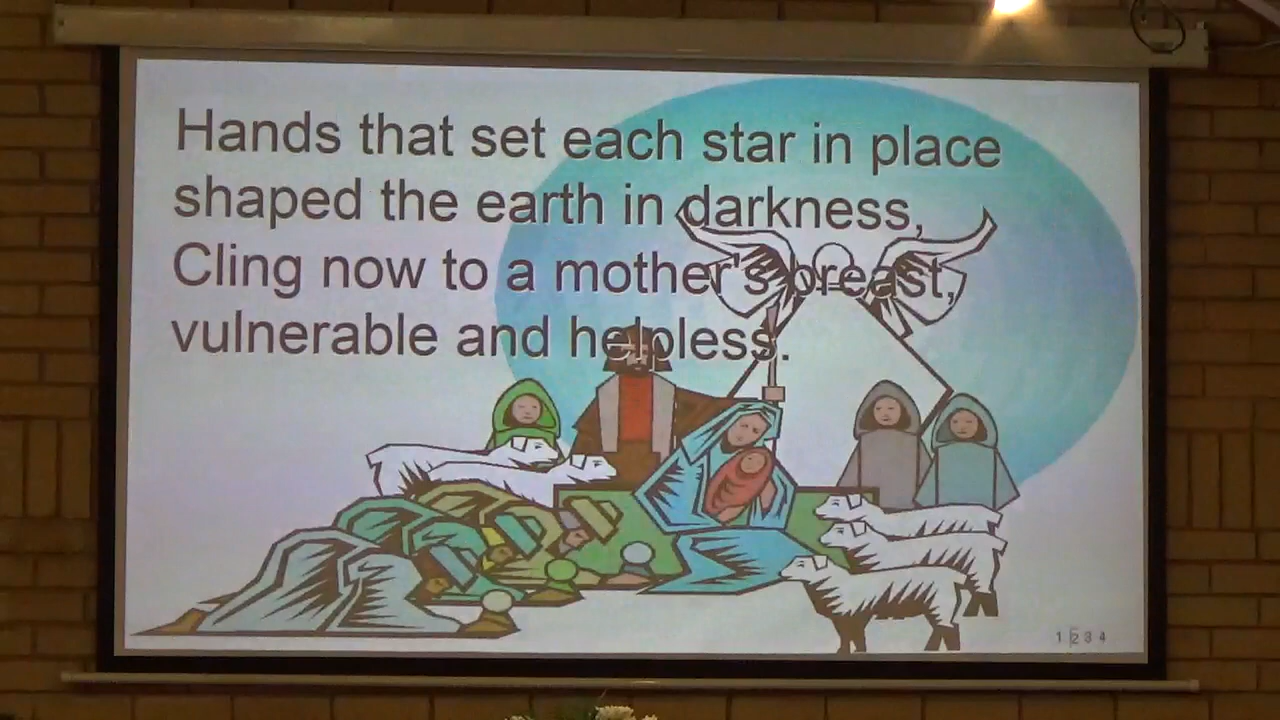 Hands that set each star in place
shaped the earth in darkness,
Cling now to a mother's breast,
vulnerable and helpless.
1 2 3 4